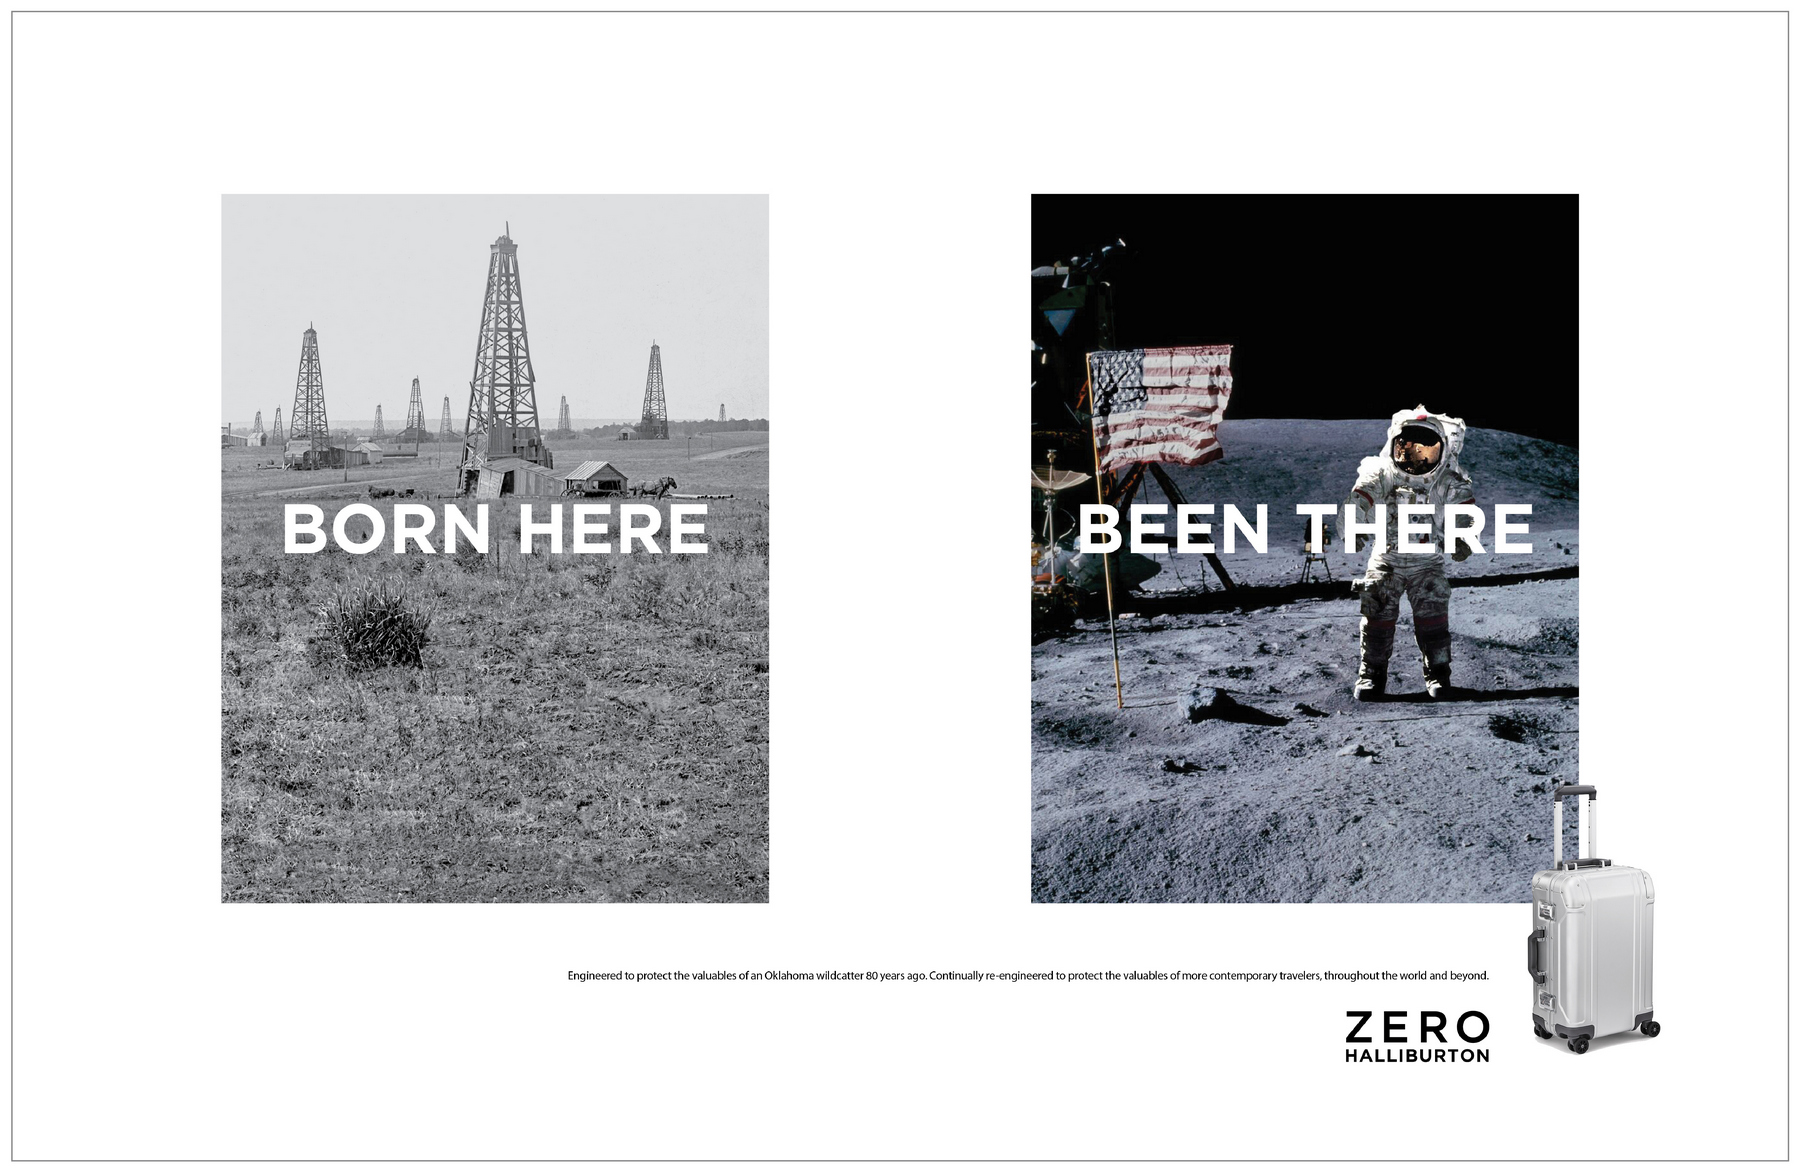 BORN HERE
BEEN THERE
Engineered to protect the valuables of an Oklahoma wildcatter 80 years ago. Continually re-engineered to protect the valuables of more contemporary travelers, throughout the world and beyond.
ZERO
HALLIBURTON